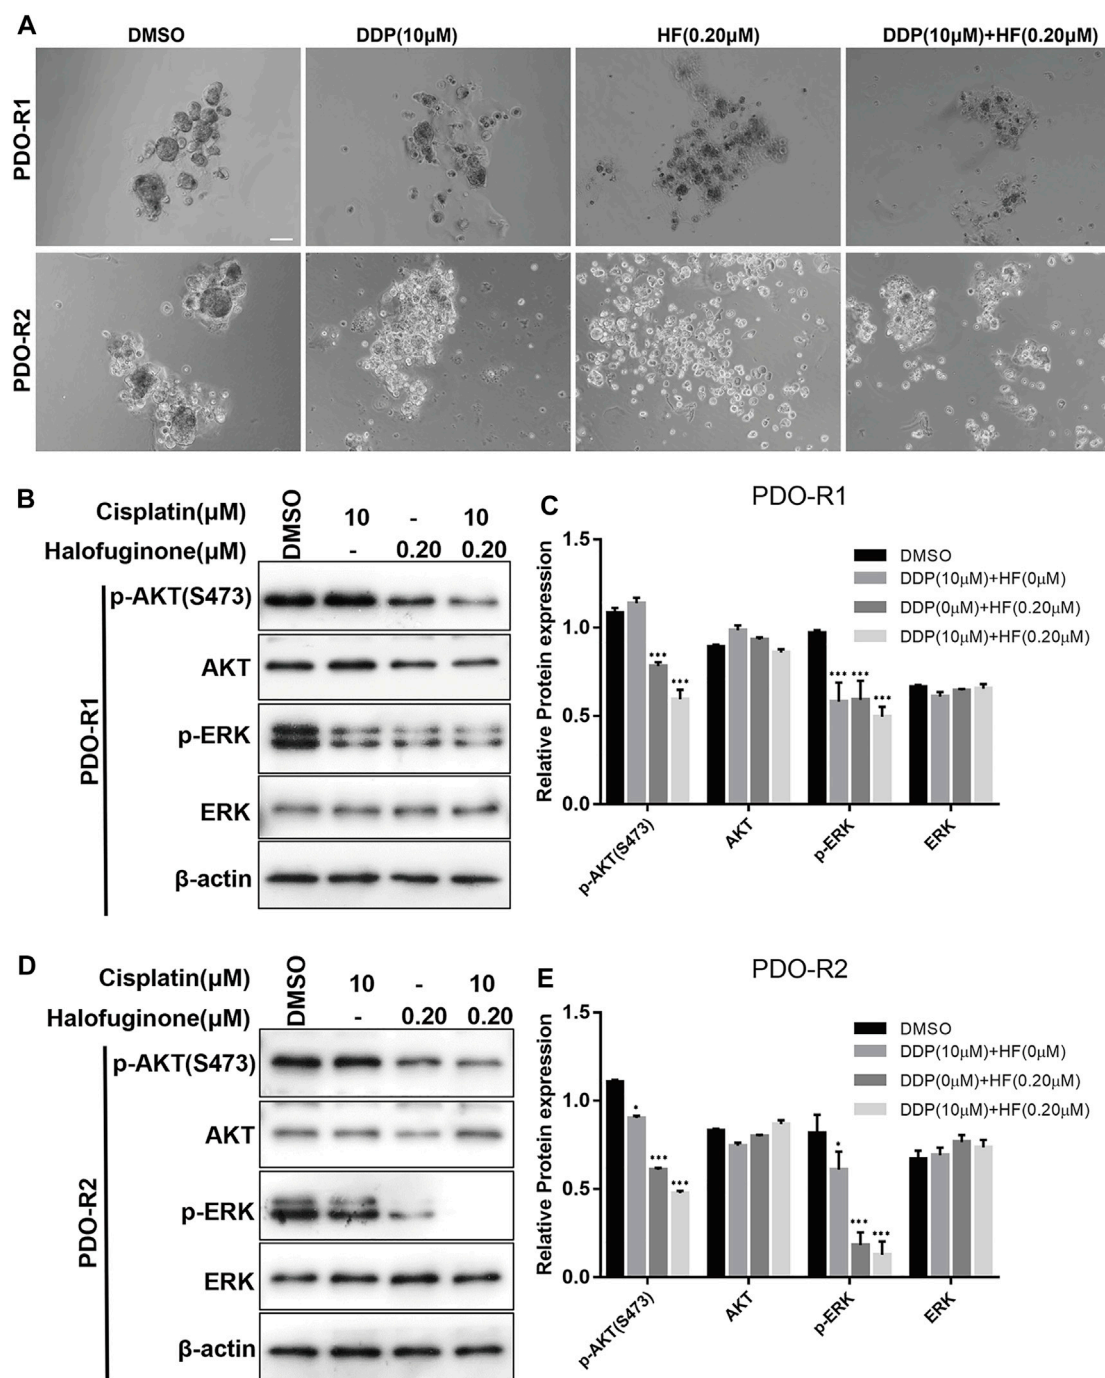 A
DMSO DDP(10µM) HF(0.20µM) DDP(10µM)+HF(0.20µM)
PDO-R1
PDO-R2
B
Cisplatin(µM) DMSO 10 - 10
Halofuginone(µM) - 0.20 0.20
PDO-R1
p-AKT(S473)
AKT
p-ERK
ERK
β-actin
C
PDO-R1
Relative Protein expression
1.5
1.0
0.5
0.0
DMSO
DDP(10µM)+HF(0µM)
DDP(0µM)+HF(0.20µM)
DDP(10µM)+HF(0.20µM)
*** *** *** *** ***
p-AKT(S473) AKT p-ERK ERK
D
Cisplatin(µM) DMSO 10 - 10
Halofuginone(µM) - 0.20 0.20
PDO-R2
p-AKT(S473)
AKT
p-ERK
ERK
β-actin
E
PDO-R2
Relative Protein expression
1.5
1.0
0.5
0.0
DMSO
DDP(10µM)+HF(0µM)
DDP(0µM)+HF(0.20µM)
DDP(10µM)+HF(0.20µM)
* *** *** * *** ***
p-AKT(S473) AKT p-ERK ERK